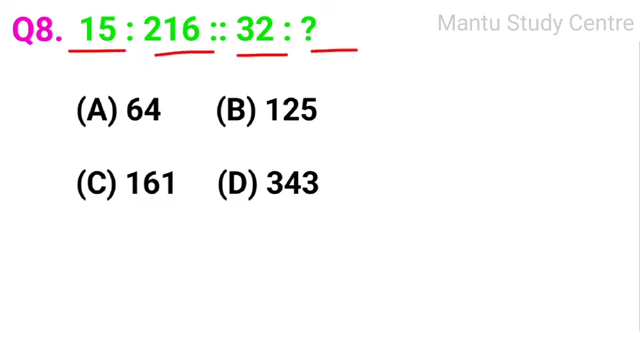 Mantu Study Centre
Q8. 15 : 216 :: 32 : ?
(A) 64 (B) 125
(C) 161 (D) 343